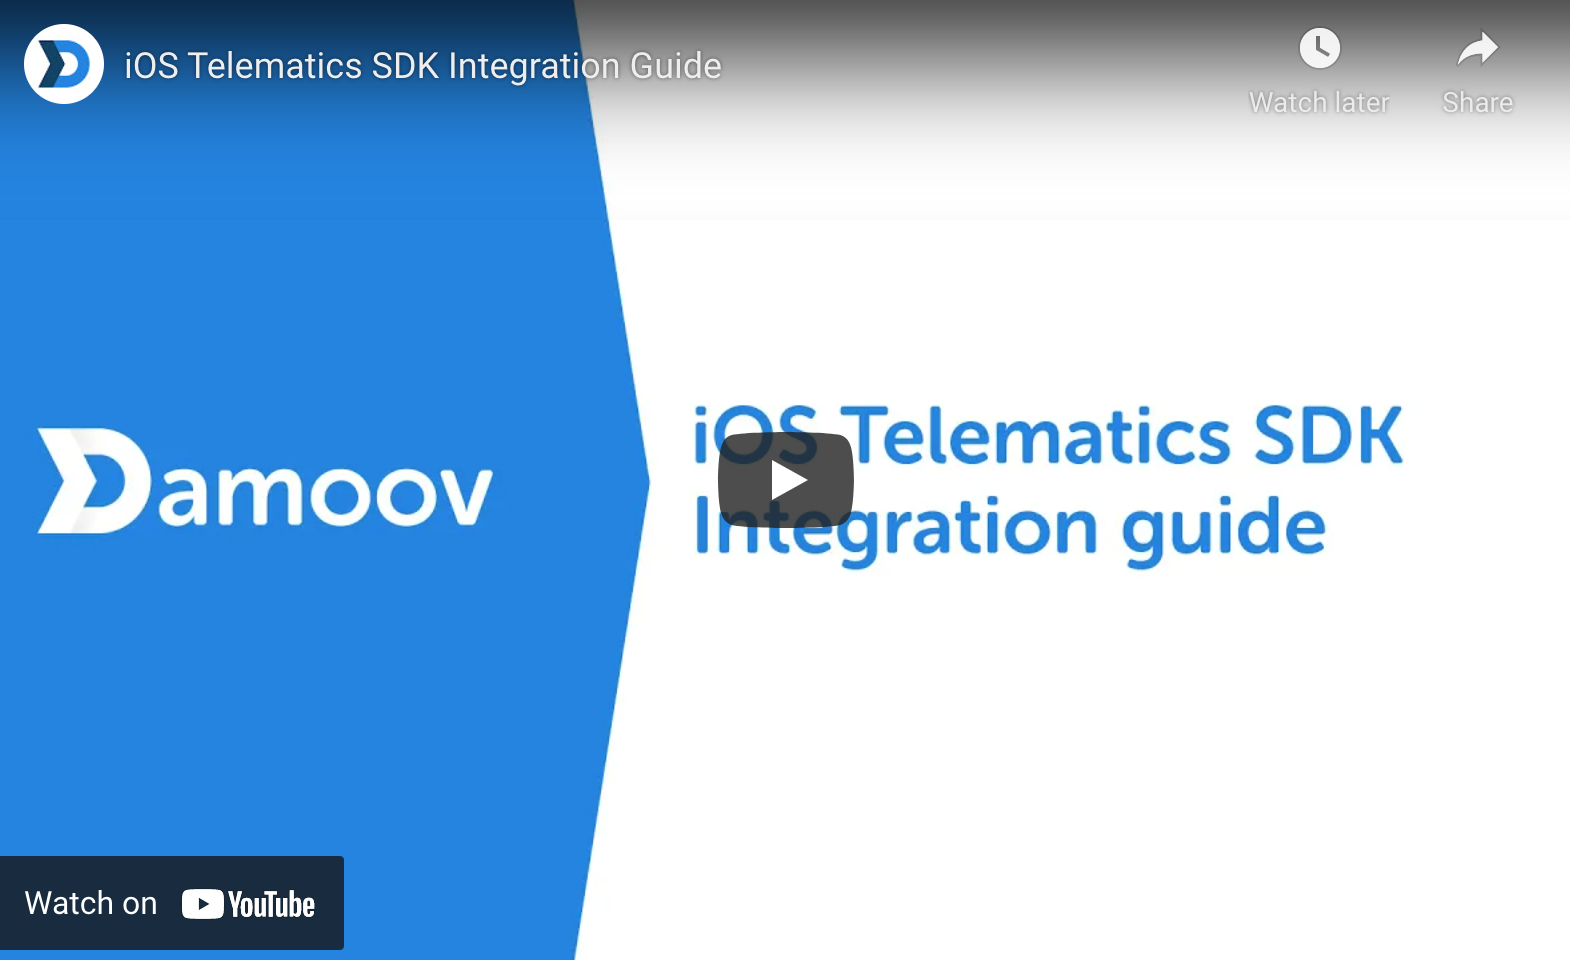 iOS Telematics SDK Integration Guide
Watch later
Share
Damoov
iOS Telematics SDK
Integration guide
Watch on YouTube